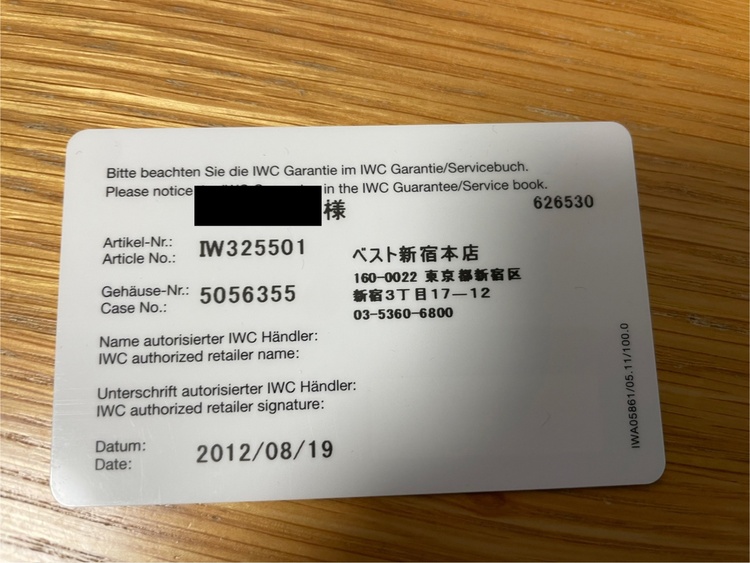 Bitte beachten Sie die IWC Garantie im IWC Garantie/Servicebuch.
Please notice in the IWC Guarantee/Service book.
様
626530
Artikel-Nr.:
Article No.:
IW325501
ベスト新宿本店
160-0022 東京都新宿区
新宿3丁目17—12
03-5360-6800
Gehäuse-Nr.:
Case No.:
5056355
Name autorisierter IWC Händler:
IWC authorized retailer name:
Unterschrift autorisierter IWC Händler:
IWC authorized retailer signature:
Datum:
Date:
2012/08/19
IWA05861/05.11/100.0